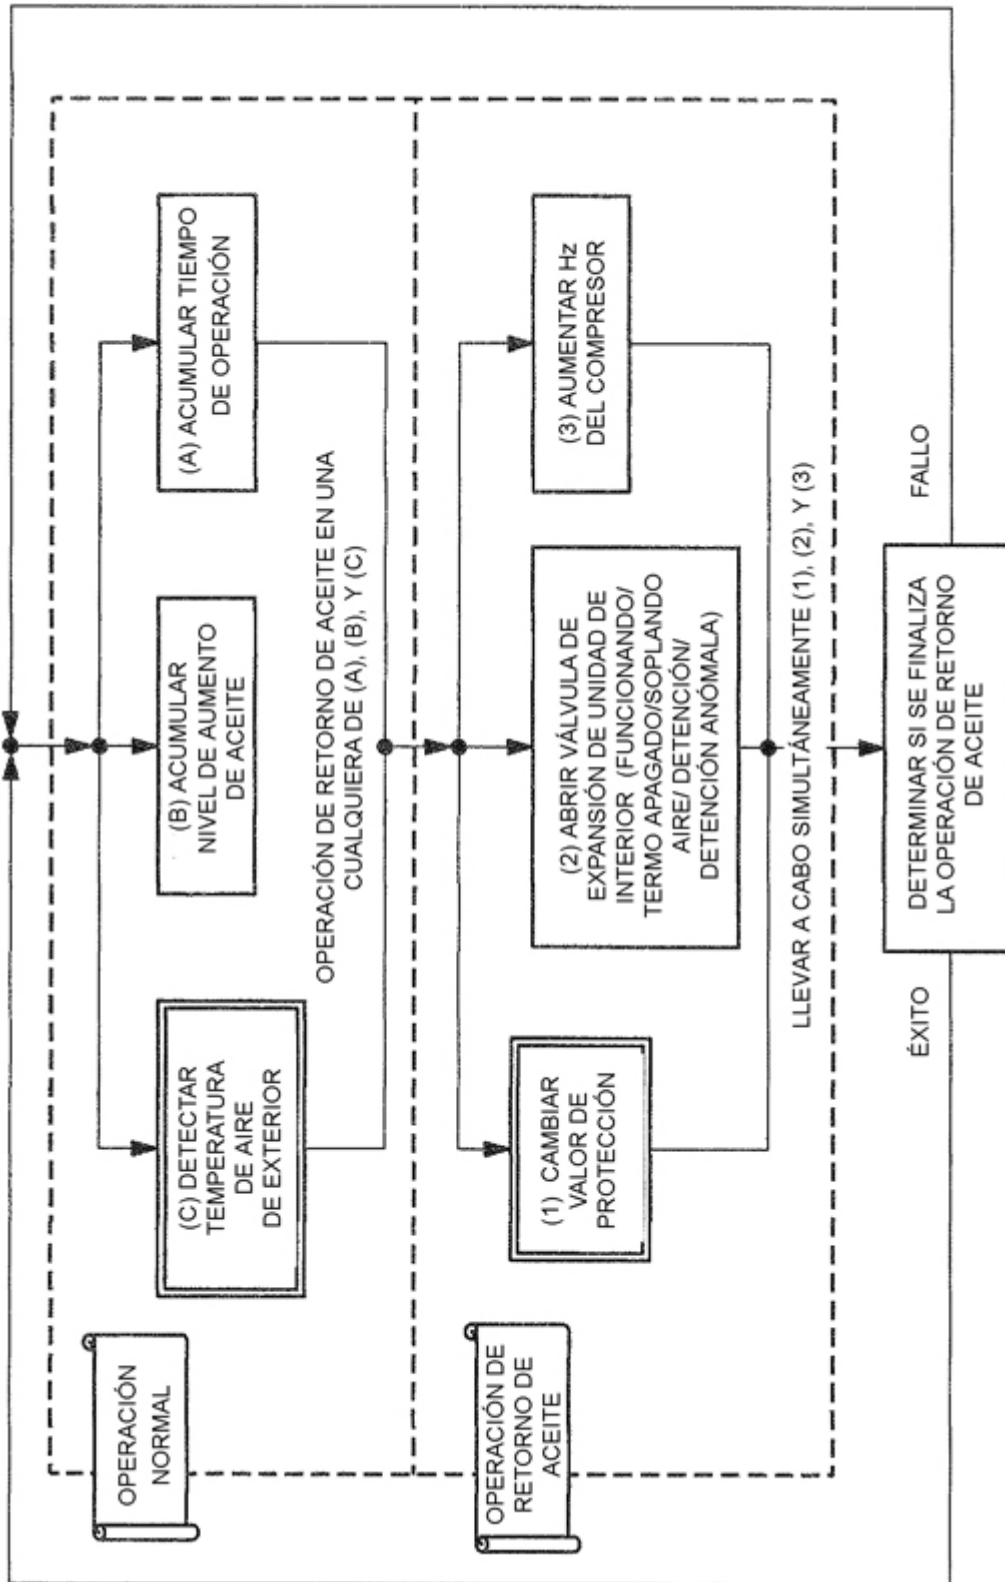 OPERACIÓN
NORMAL
(C) DETECTAR
TEMPERATURA
DE AIRE
DE EXTERIOR
(B) ACUMULAR
NIVEL DE AUMENTO
DE ACEITE
(A) ACUMULAR TIEMPO
DE OPERACIÓN
OPERACIÓN DE RETORNO DE ACEITE EN UNA
CUALQUIERA DE (A), (B), Y (C)
OPERACIÓN DE
RETORNO DE
ACEITE
(1) CAMBIAR
VALOR DE
PROTECCIÓN
(2) ABRIR VÁLVULA DE
EXPANSIÓN DE UNIDAD DE
INTERIOR (FUNCIONANDO/
TERMO APAGADO/SOPLANDO
AIRE/ DETENCIÓN/
DETENCIÓN ANÓMALA)
(3) AUMENTAR Hz
DEL COMPRESOR
LLEVAR A CABO SIMULTÁNEAMENTE (1), (2), Y (3)
ÉXITO
DETERMINAR SI SE FINALIZA
LA OPERACIÓN DE RETORNO
DE ACEITE
FALLO